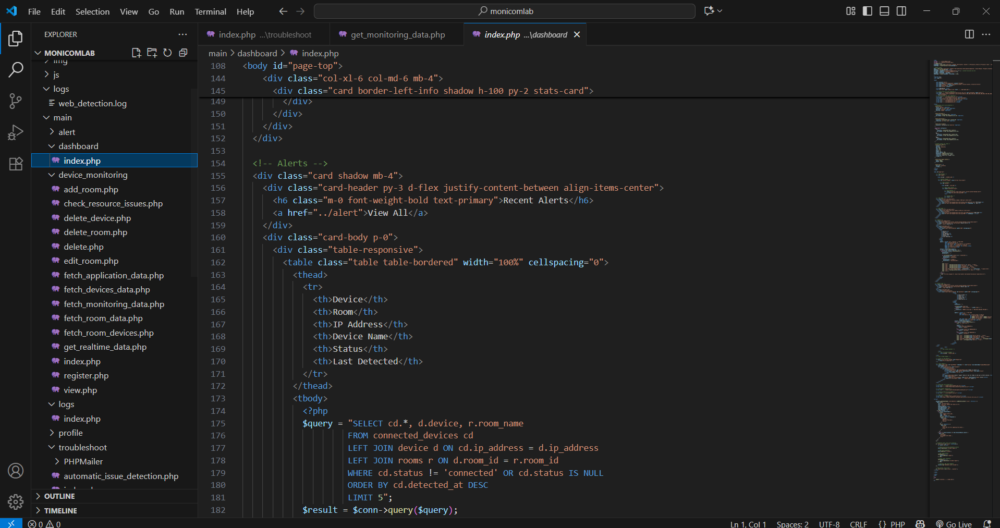 File Edit Selection View Go Run Terminal Help
monicomlab
EXPLORER
MONICOMLAB
img
js
logs
web_detection.log
main
alert
dashboard
index.php
device_monitoring
add_room.php
check_resource_issues.php
delete_device.php
delete_room.php
delete.php
edit_room.php
fetch_application_data.php
fetch_devices_data.php
fetch_monitoring_data.php
fetch_room_data.php
fetch_room_devices.php
get_realtime_data.php
index.php
register.php
view.php
logs
index.php
profile
troubleshoot
PHPMailer
automatic_issue_detection.php
OUTLINE
TIMELINE
index.php ...\troubleshoot
get_monitoring_data.php
index.php ...\dashboard
main > dashboard > index.php
108 <body id="page-top">
144 <div class="col-xl-6 col-md-6 mb-4">
145 <div class="card border-left-info shadow h-100 py-2 stats-card">
149 </div>
150 </div>
151 </div>
152 </div>
153
154 <!-- Alerts -->
155 <div class="card shadow mb-4">
156 <div class="card-header py-3 d-flex justify-content-between align-items-center">
157 <h6 class="m-0 font-weight-bold text-primary">Recent Alerts</h6>
158 <a href="../alert">View All</a>
159 </div>
160 <div class="card-body p-0">
161 <div class="table-responsive">
162 <table class="table table-bordered" width="100%" cellspacing="0">
163 <thead>
164 <tr>
165 <th>Device</th>
166 <th>Room</th>
167 <th>IP Address</th>
168 <th>Device Name</th>
169 <th>Status</th>
170 <th>Last Detected</th>
171 </tr>
172 </thead>
173 <tbody>
174 <?php
175 $query = "SELECT cd.*, d.device, r.room_name
176 FROM connected_devices cd
177 LEFT JOIN device d ON cd.ip_address = d.ip_address
178 LEFT JOIN rooms r ON d.room_id = r.room_id
179 WHERE cd.status != 'connected' OR cd.status IS NULL
180 ORDER BY cd.detected_at DESC
181 LIMIT 5";
182 $result = $conn->query($query);
0 0
Ln 1, Col 1 Spaces: 2 UTF-8 CRLF {} PHP Go Live